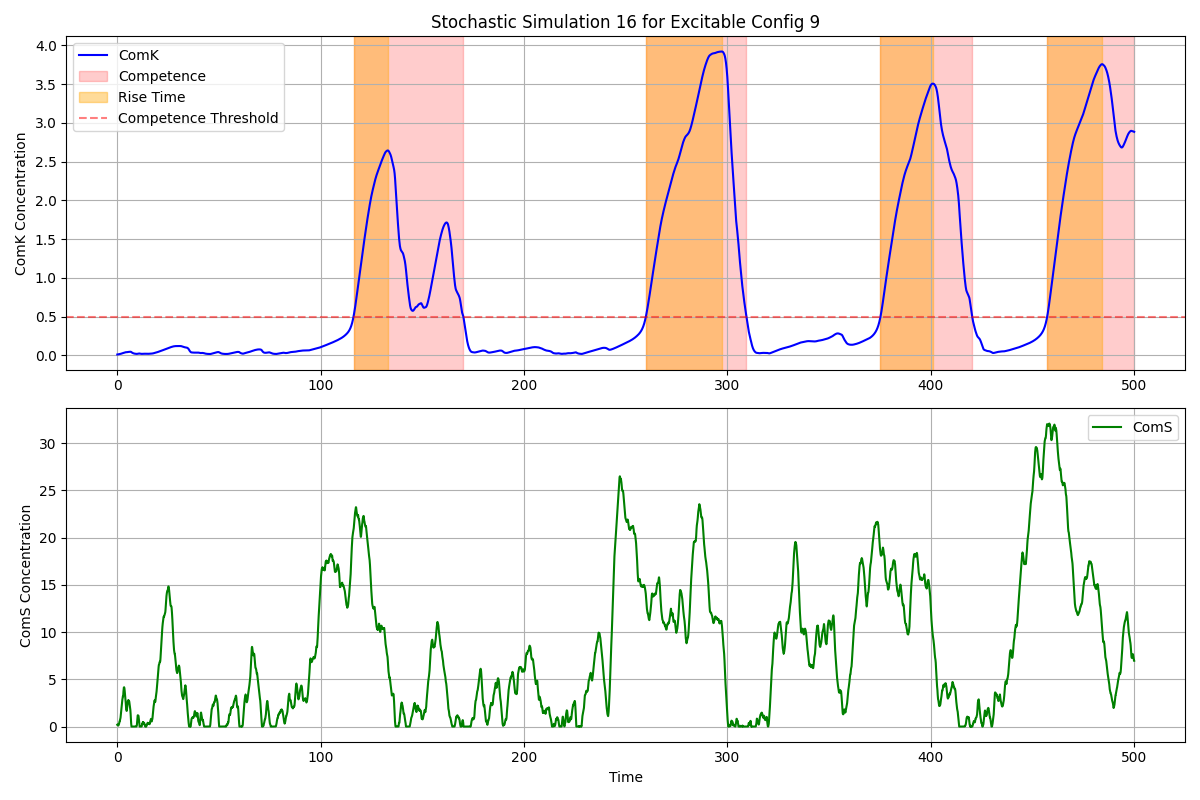 Stochastic Simulation 16 for Excitable Config 9
ComK Concentration
4.0
3.5
3.0
2.5
2.0
1.5
1.0
0.5
0.0
ComK
Competence
Rise Time
Competence Threshold
0 100 200 300 400 500
ComS Concentration
30
25
20
15
10
5
0
ComS
0 100 200 300 400 500
Time